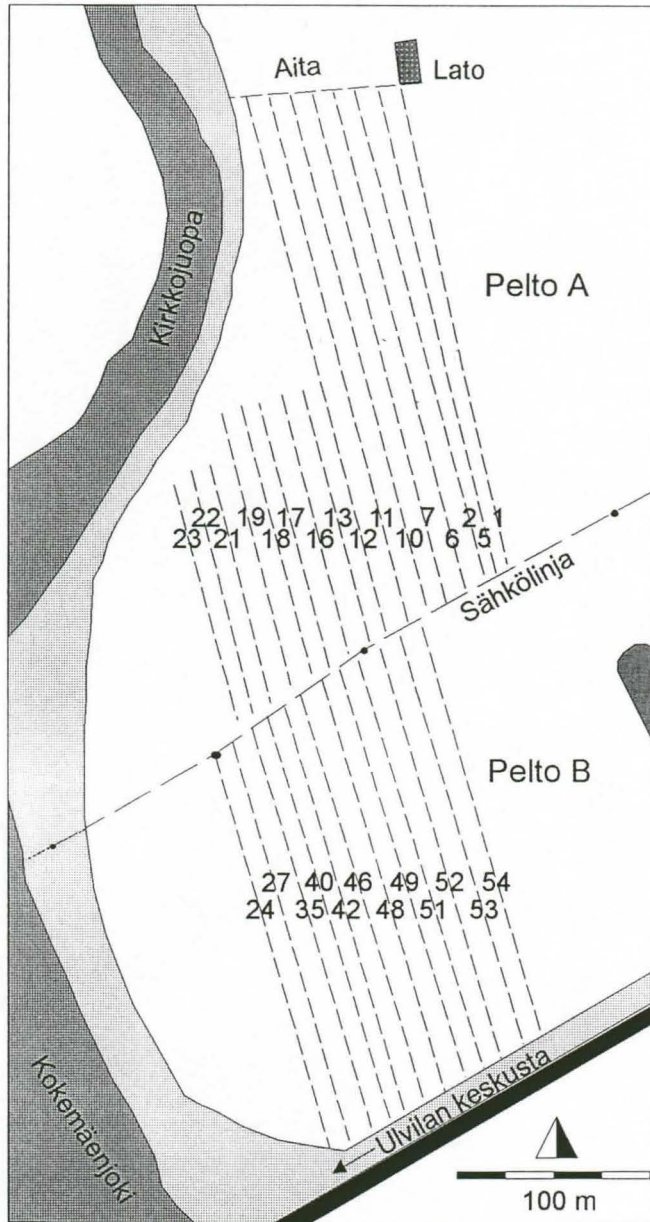 Aita
Lato
Kirkkojuopa
Pelto A
22 19 17 13 11 7 2 1
23 21 18 16 12 10 6 5
Sähkölinja
Pelto B
27 40 46 49 52 54
24 35 42 48 51 53
Kokemäenjoki
Ulvilan keskusta
100 m